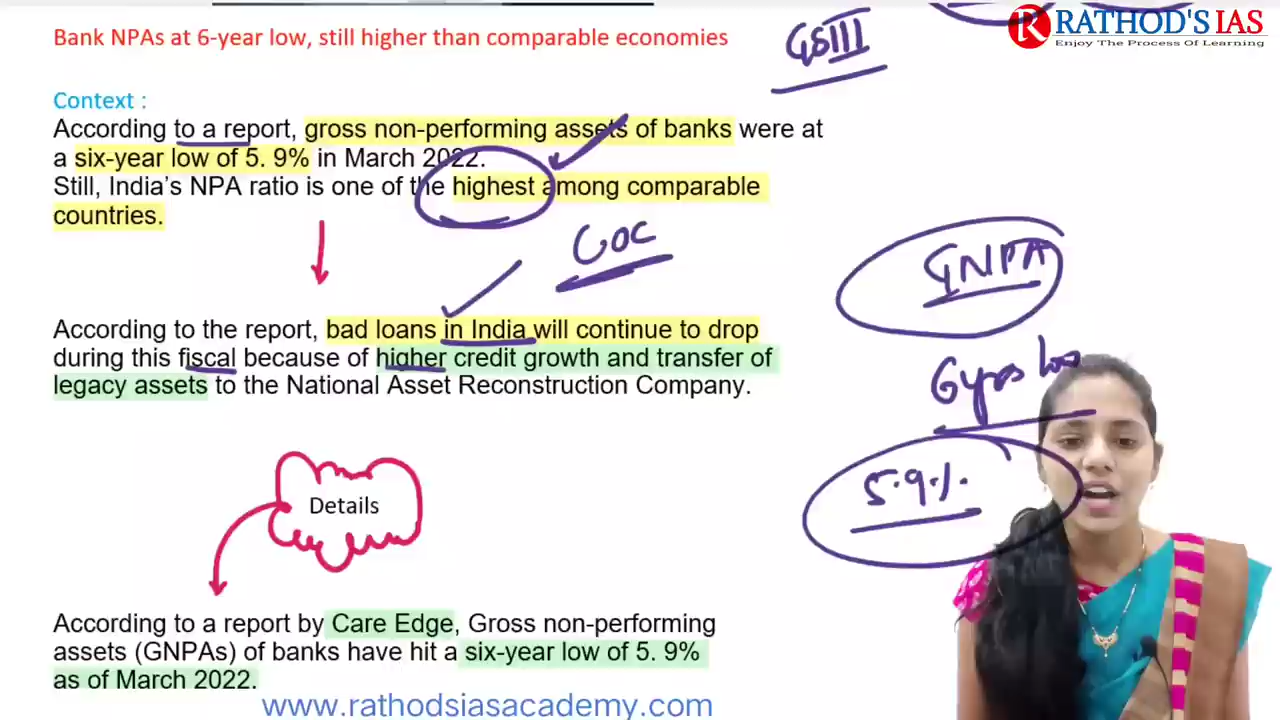 RATHOD'S IAS
Enjoy The Process Of Learning
GSIII
Bank NPAs at 6-year low, still higher than comparable economies
Context :
According to a report, gross non-performing assets of banks were at
a six-year low of 5. 9% in March 2022.
Still, India's NPA ratio is one of the highest among comparable
countries.
COC
GNPA
According to the report, bad loans in India will continue to drop
during this fiscal because of higher credit growth and transfer of
legacy assets to the National Asset Reconstruction Company.
6yrs low
5.9%
Details
According to a report by Care Edge, Gross non-performing
assets (GNPAs) of banks have hit a six-year low of 5. 9%
as of March 2022.
www.rathodsiasacademy.com